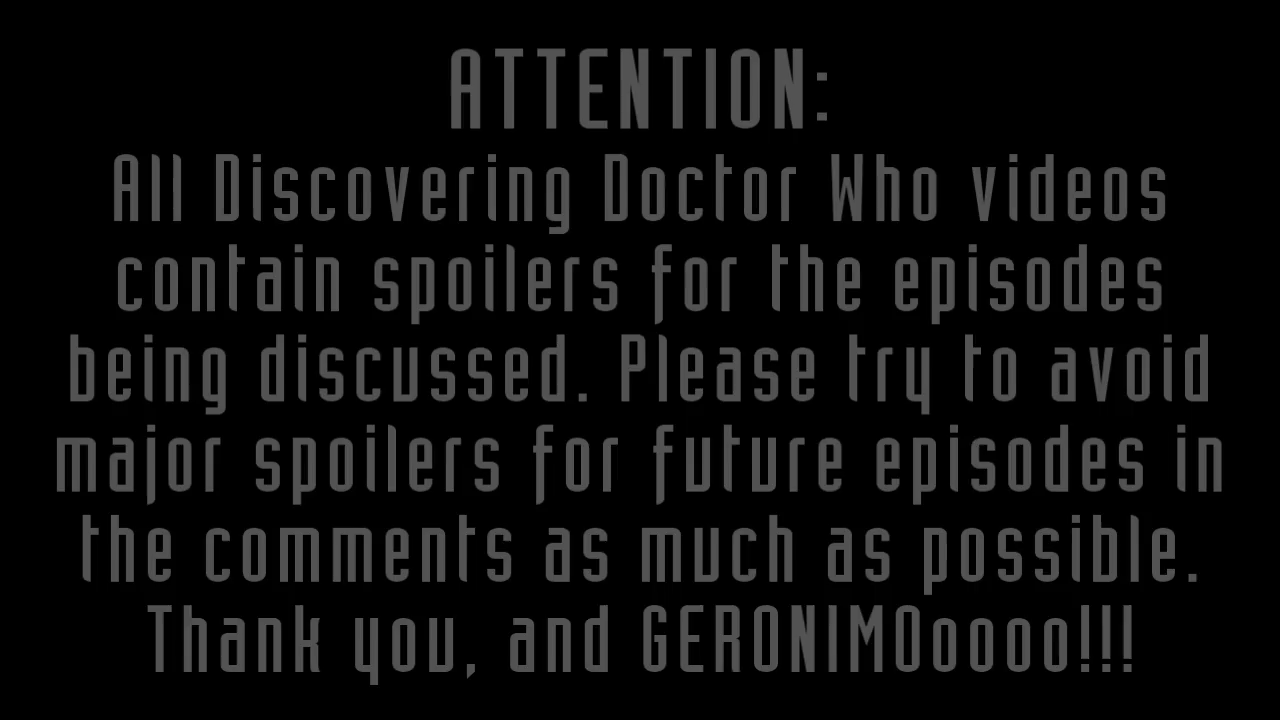 ATTENTION:
All Discovering Doctor Who videos
contain spoilers for the episodes
being discussed. Please try to avoid
major spoilers for future episodes in
the comments as much as possible.
Thank you, and GERONIMOoooo!!!